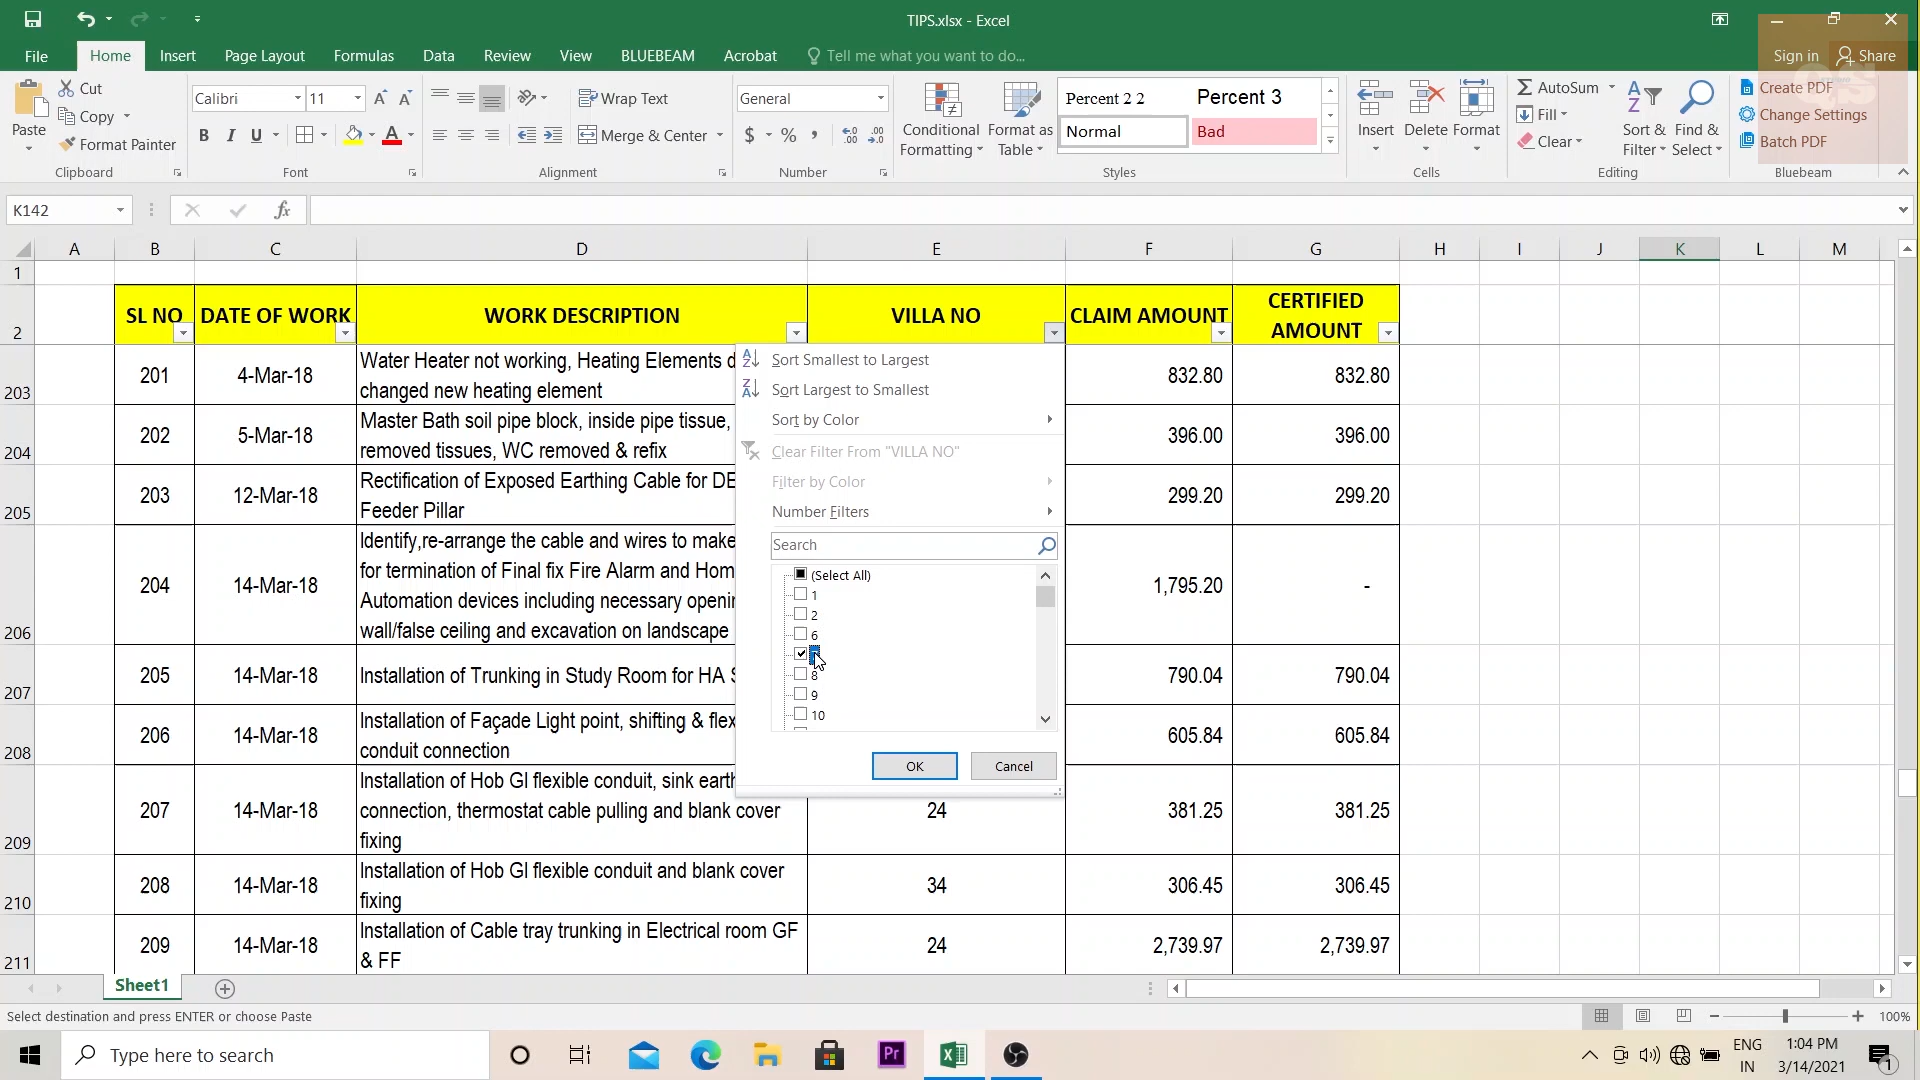 TIPS.xlsx - Excel
File Home Insert Page Layout Formulas Data Review View BLUEBEAM Acrobat Tell me what you want to do... Sign in Share
Paste
Cut
Copy
Format Painter
Clipboard
Calibri 11
B I U
Font
Wrap Text
Merge & Center
Alignment
General
$ % ,
Number
Conditional Formatting
Format as Table
Percent 2 2 Percent 3
Normal Bad
Styles
Insert Delete Format
Cells
AutoSum
Fill
Clear
Sort & Filter
Find & Select
Editing
Create PDF
Change Settings
Batch PDF
Bluebeam
K142 fx
A B C D E F G H I J K L M
1
2 SL NO DATE OF WORK WORK DESCRIPTION VILLA NO CLAIM AMOUNT CERTIFIED AMOUNT
203 201 4-Mar-18 Water Heater not working, Heating Elements d
changed new heating element 832.80 832.80
204 202 5-Mar-18 Master Bath soil pipe block, inside pipe tissue,
removed tissues, WC removed & refix 396.00 396.00
205 203 12-Mar-18 Rectification of Exposed Earthing Cable for DE
Feeder Pillar 299.20 299.20
206 204 14-Mar-18 Identify,re-arrange the cable and wires to make
for termination of Final fix Fire Alarm and Hom
Automation devices including necessary openin
wall/false ceiling and excavation on landscape 1,795.20 -
207 205 14-Mar-18 Installation of Trunking in Study Room for HA S 790.04 790.04
208 206 14-Mar-18 Installation of Façade Light point, shifting & flex
conduit connection 605.84 605.84
209 207 14-Mar-18 Installation of Hob GI flexible conduit, sink earth
connection, thermostat cable pulling and blank cover
fixing 24 381.25 381.25
210 208 14-Mar-18 Installation of Hob GI flexible conduit and blank cover
fixing 34 306.45 306.45
211 209 14-Mar-18 Installation of Cable tray trunking in Electrical room GF
& FF 24 2,739.97 2,739.97
Sort Smallest to Largest
Sort Largest to Smallest
Sort by Color
Clear Filter From "VILLA NO"
Filter by Color
Number Filters
Search
(Select All)
1
2
6
8
9
10
OK Cancel
Sheet1
Select destination and press ENTER or choose Paste 100%
Type here to search
Pr
ENG
IN
1:04 PM
3/14/2021
1